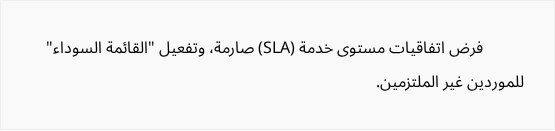 فرض اتفاقيات مستوى خدمة (SLA) صارمة، وتفعيل "القائمة السوداء"
للموردين غير الملتزمين.